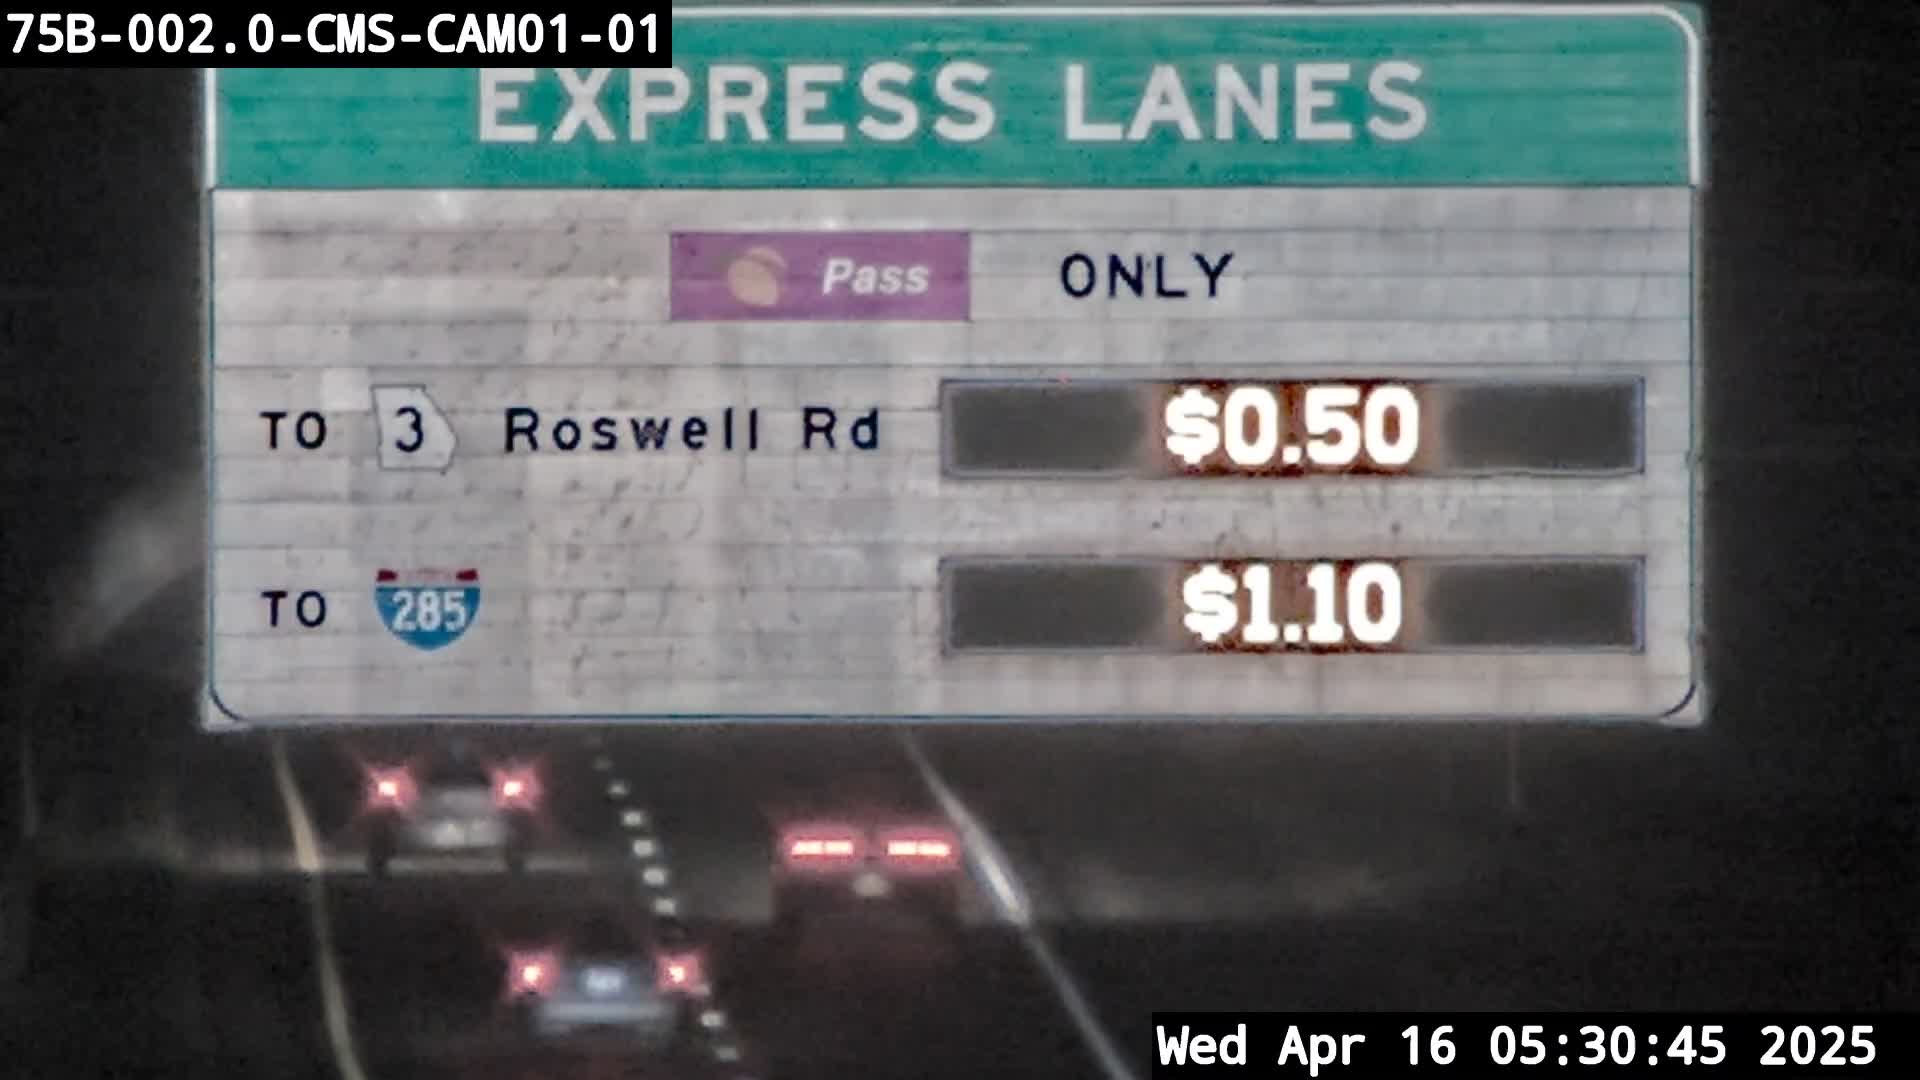 75B-002.0-CMS-CAM01-01
EXPRESS LANES
Pass ONLY
TO 3 Roswell Rd $0.50
TO 285 $1.10
Wed Apr 16 05:30:45 2025